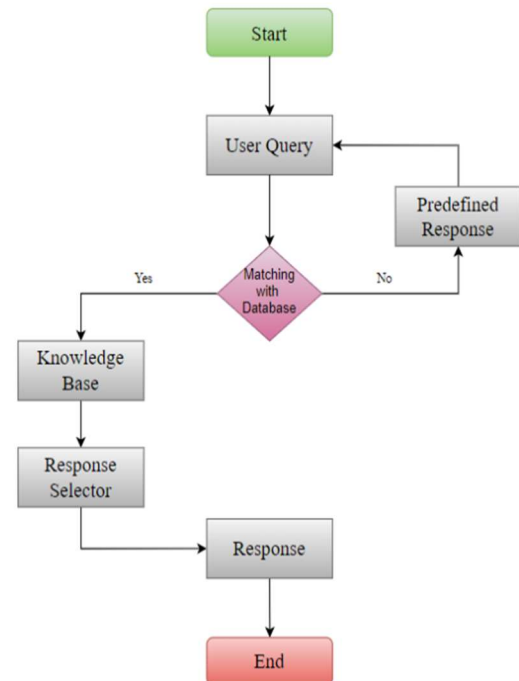 Start
User Query
Predefined
Response
Matching
with
Database
Yes
No
Knowledge
Base
Response
Selector
Response
End